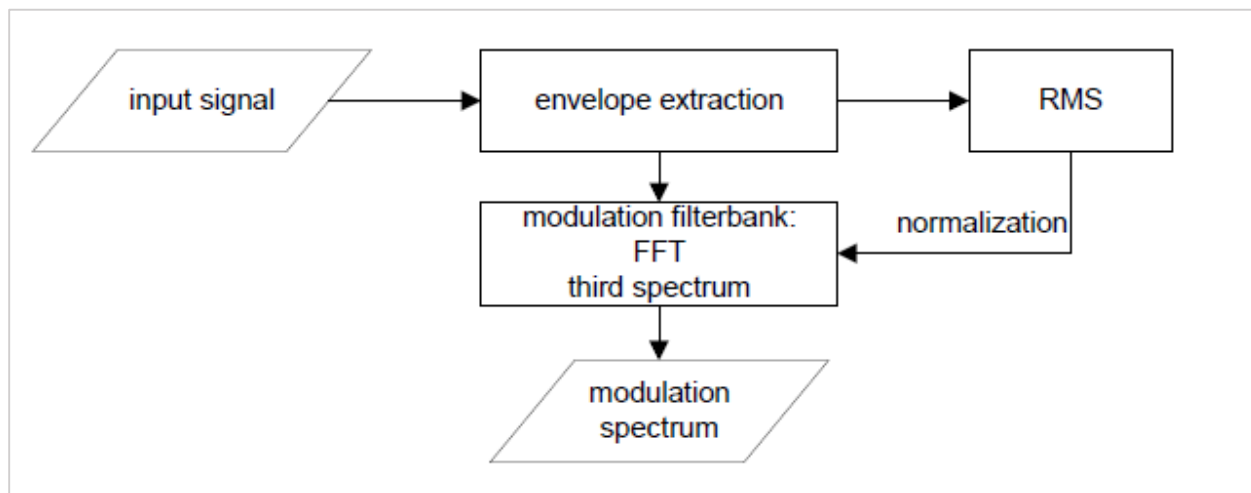 input signal
envelope extraction
RMS
modulation filterbank:
FFT
third spectrum
normalization
modulation
spectrum